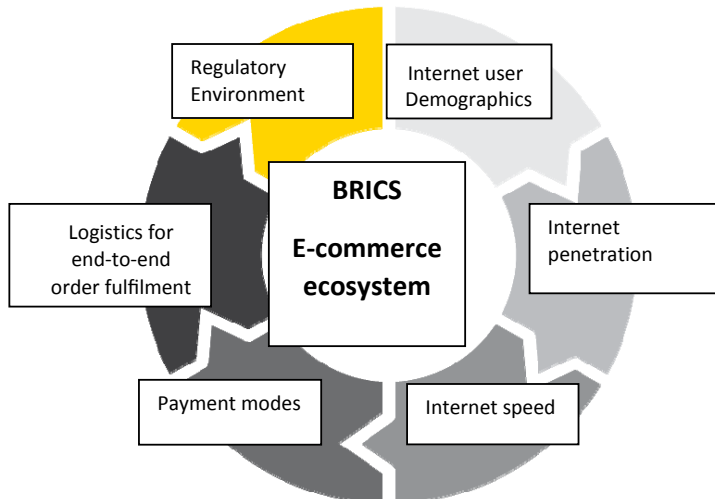 Regulatory
Environment
Internet user
Demographics
BRICS
E-commerce
ecosystem
Logistics for
end-to-end
order fulfilment
Internet
penetration
Payment modes
Internet speed